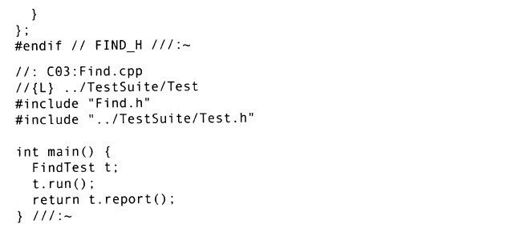 }
};
#endif // FIND_H ///:~
//: C03:Find.cpp
//{L} ../TestSuite/Test
#include "Find.h"
#include "../TestSuite/Test.h"
int main() {
  FindTest t;
  t.run();
  return t.report();
} ///:~